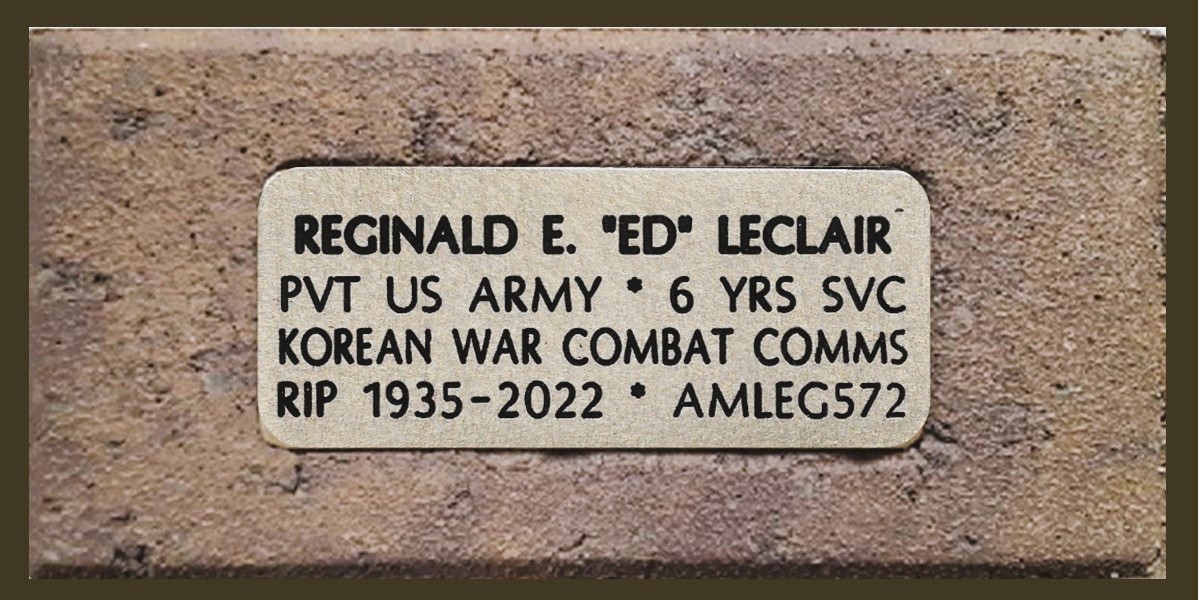 REGINALD E. "ED" LECLAIR
PVT US ARMY * 6 YRS SVC
KOREAN WAR COMBAT COMMS
RIP 1935-2022 * AMLEG572